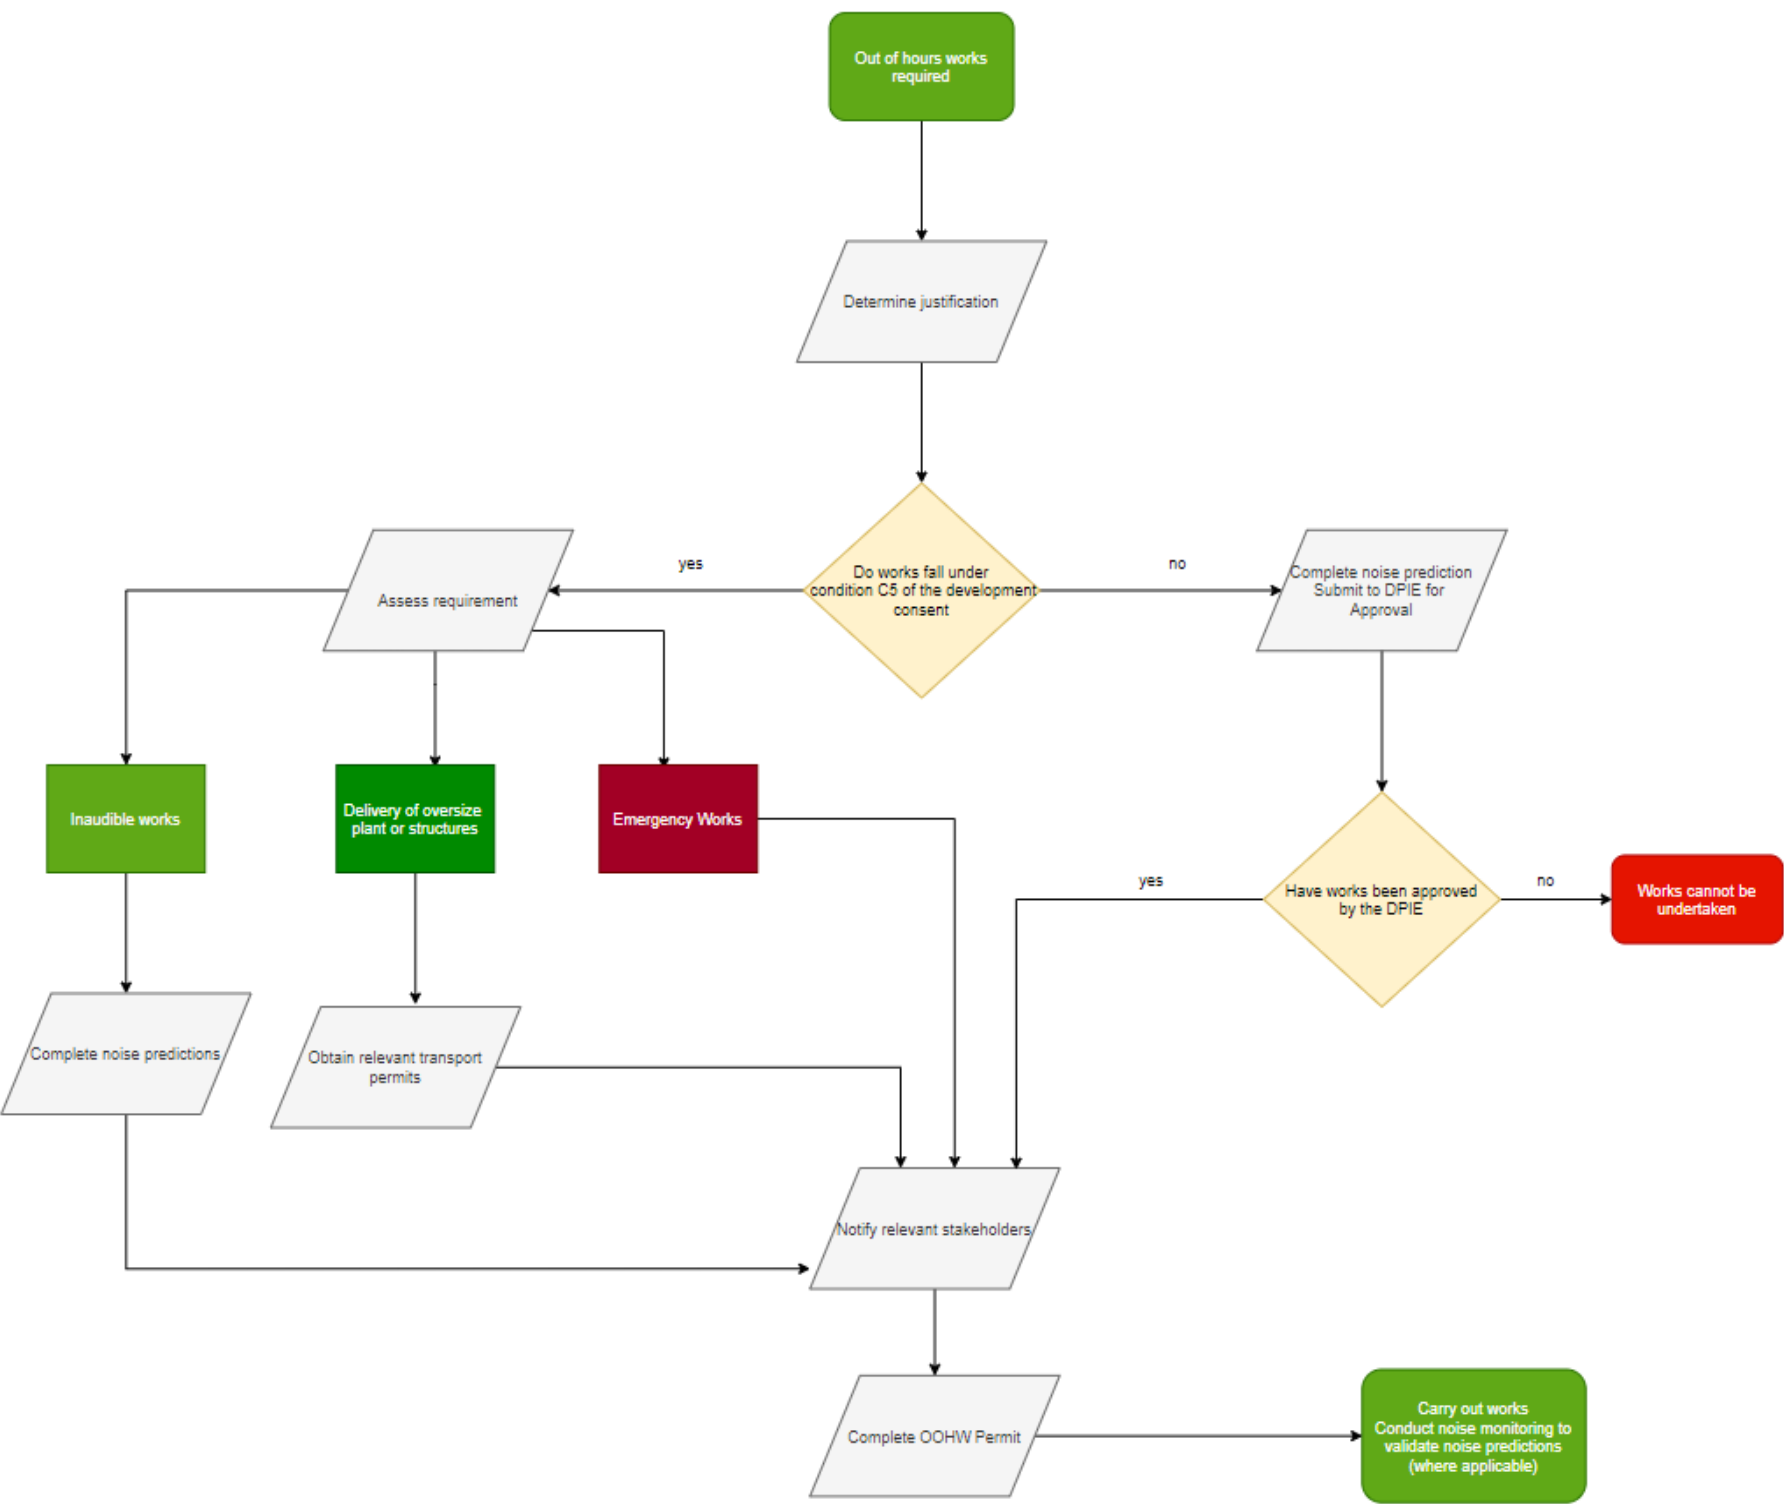 Out of hours works
required
Determine justification
yes
Do works fall under
condition C5 of the development
consent
no
Assess requirement
Complete noise prediction
Submit to DPIE for
Approval
Inaudible works
Delivery of oversize
plant or structures
Emergency Works
yes
Have works been approved
by the DPIE
no
Works cannot be
undertaken
Complete noise predictions
Obtain relevant transport
permits
Notify relevant stakeholders
Complete OOHW Permit
Carry out works
Conduct noise monitoring to
validate noise predictions
(where applicable)